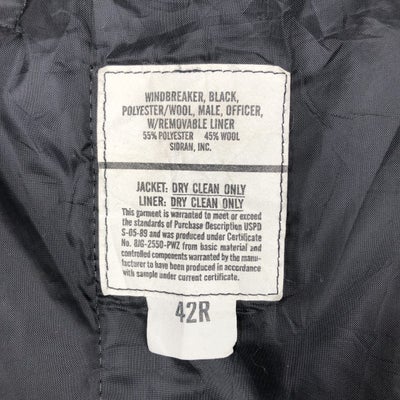 WINDBREAKER, BLACK,
POLYESTER/WOOL, MALE, OFFICER,
W/REMOVABLE LINER
55% POLYESTER 45% WOOL
SIDRAN, INC.
JACKET: DRY CLEAN ONLY
LINER: DRY CLEAN ONLY
This garment is warranted to meet or exceed
the standards of Purchase Description USPD
S-05-89 and was produced under Certificate
No. 8JG-2550-PWZ from basic material and
controlled components warranted by the manu-
facturer to have been produced in accordance
with sample under current certificate.
42R